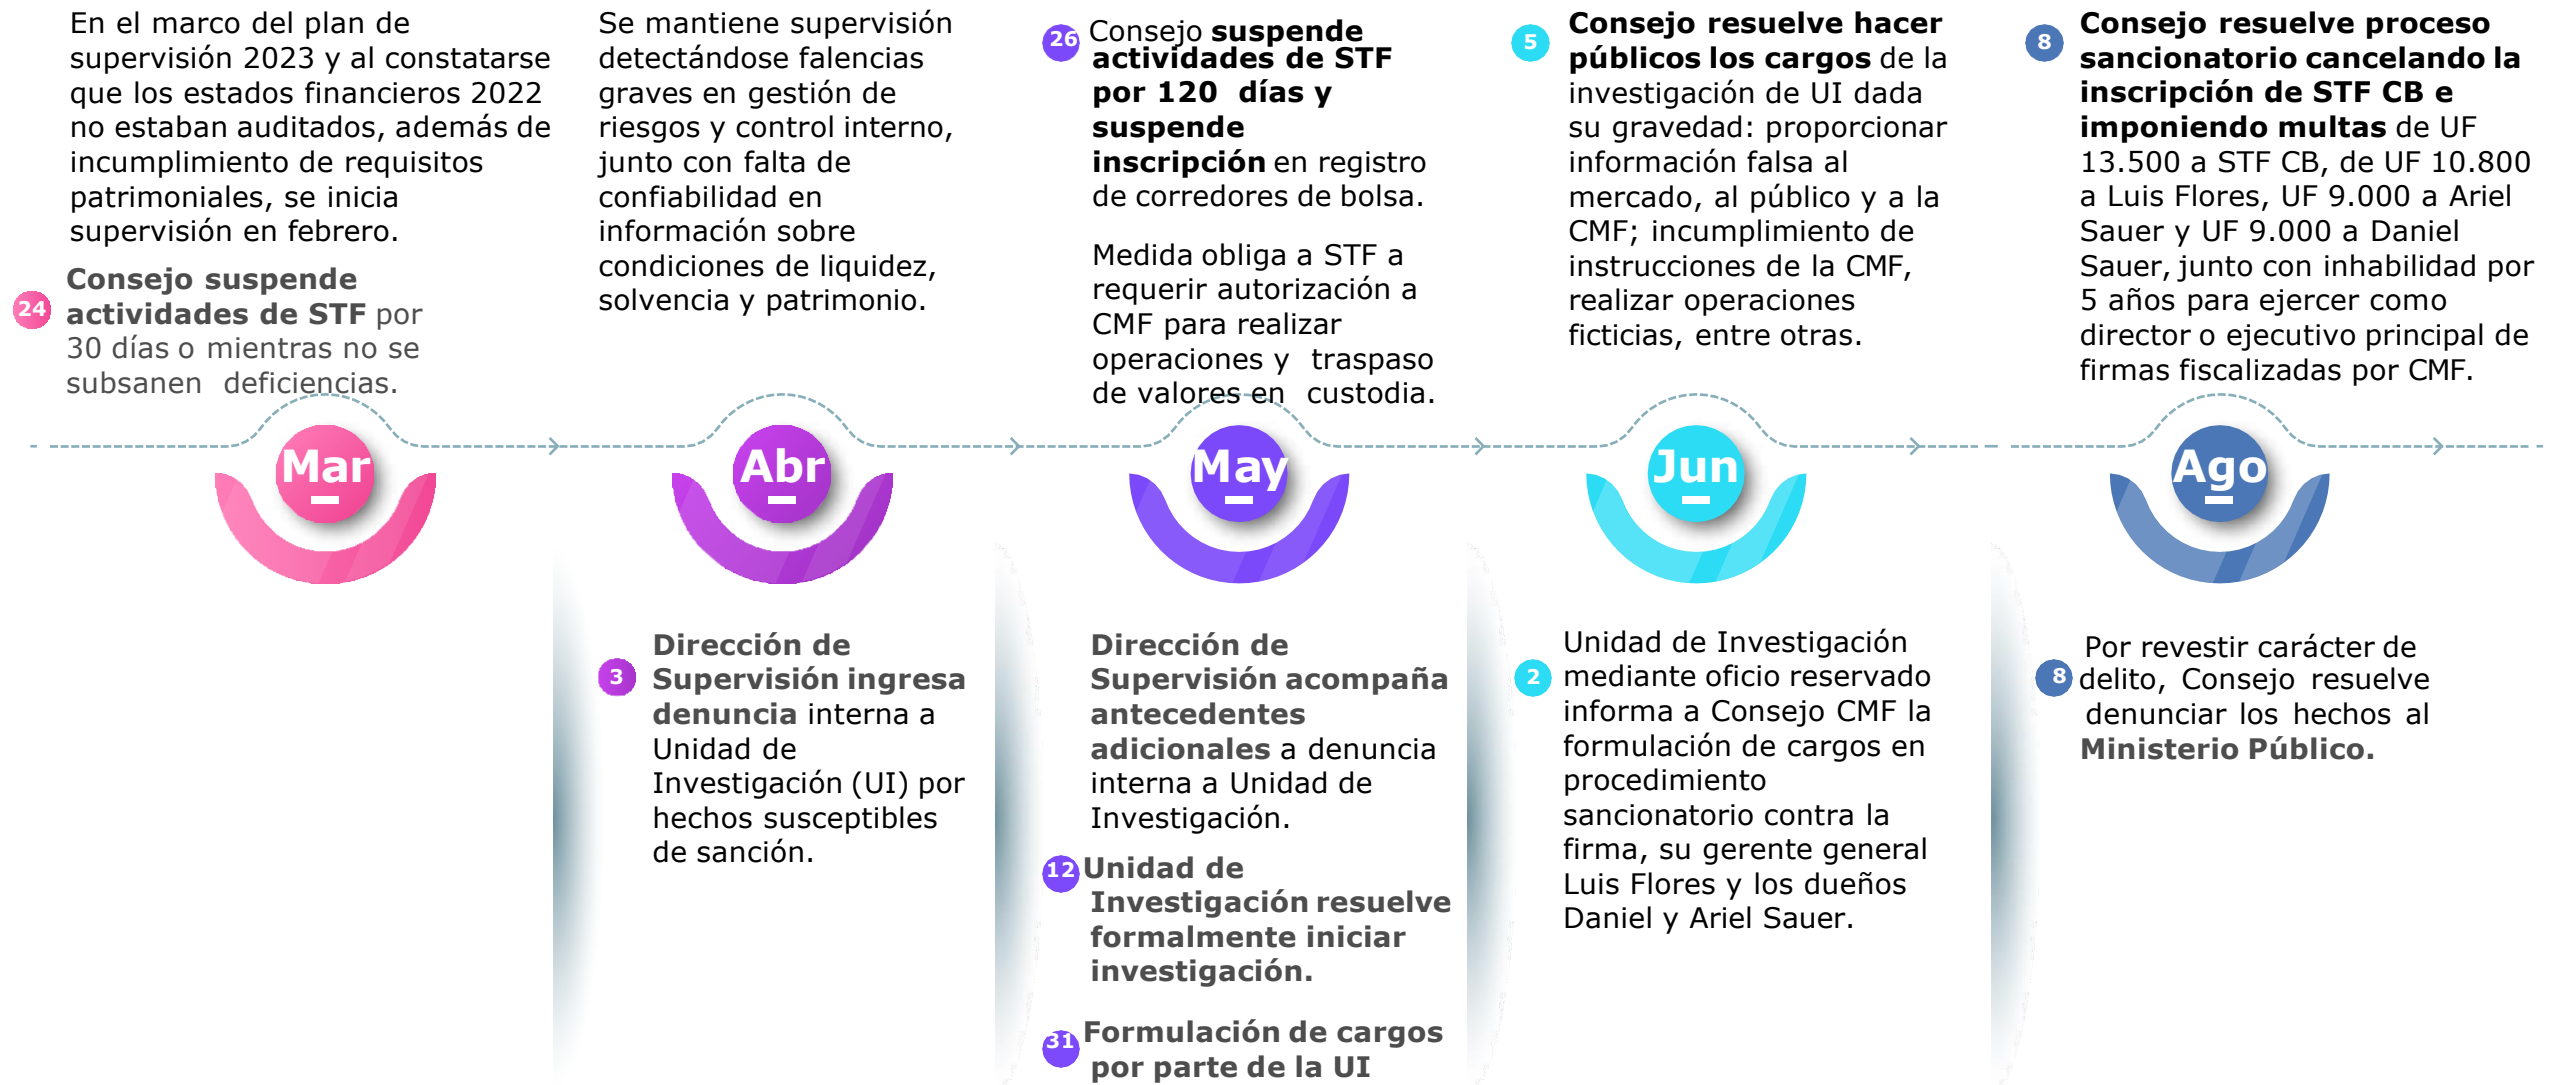 En el marco del plan de
supervisión 2023 y al constatarse
que los estados financieros 2022
no estaban auditados, además de
incumplimiento de requisitos
patrimoniales, se inicia
supervisión en febrero.
24
Consejo suspende
actividades de STF por
30 días o mientras no se
subsanen deficiencias.
Se mantiene supervisión
detectándose falencias
graves en gestión de
riesgos y control interno,
junto con falta de
confiabilidad en
información sobre
condiciones de liquidez,
solvencia y patrimonio.
26
Consejo suspende
actividades de STF
por 120 días y
suspende
inscripción en registro
de corredores de bolsa.
Medida obliga a STF a
requerir autorización a
CMF para realizar
operaciones y traspaso
de valores en custodia.
5
Consejo resuelve hacer
públicos los cargos de la
investigación de UI dada
su gravedad: proporcionar
información falsa al
mercado, al público y a la
CMF; incumplimiento de
instrucciones de la CMF,
realizar operaciones
ficticias, entre otras.
8
Consejo resuelve proceso
sancionatorio cancelando la
inscripción de STF CB e
imponiendo multas de UF
13.500 a STF CB, de UF 10.800
a Luis Flores, UF 9.000 a Ariel
Sauer y UF 9.000 a Daniel
Sauer, junto con inhabilidad por
5 años para ejercer como
director o ejecutivo principal de
firmas fiscalizadas por CMF.
Mar
Abr
May
Jun
Ago
3
Dirección de
Supervisión ingresa
denuncia interna a
Unidad de
Investigación (UI) por
hechos susceptibles
de sanción.
Dirección de
Supervisión acompaña
antecedentes
adicionales a denuncia
interna a Unidad de
Investigación.
12
Unidad de
Investigación resuelve
formalmente iniciar
investigación.
31
Formulación de cargos
por parte de la UI
2
Unidad de Investigación
mediante oficio reservado
informa a Consejo CMF la
formulación de cargos en
procedimiento
sancionatorio contra la
firma, su gerente general
Luis Flores y los dueños
Daniel y Ariel Sauer.
8
Por revestir carácter de
delito, Consejo resuelve
denunciar los hechos al
Ministerio Público.